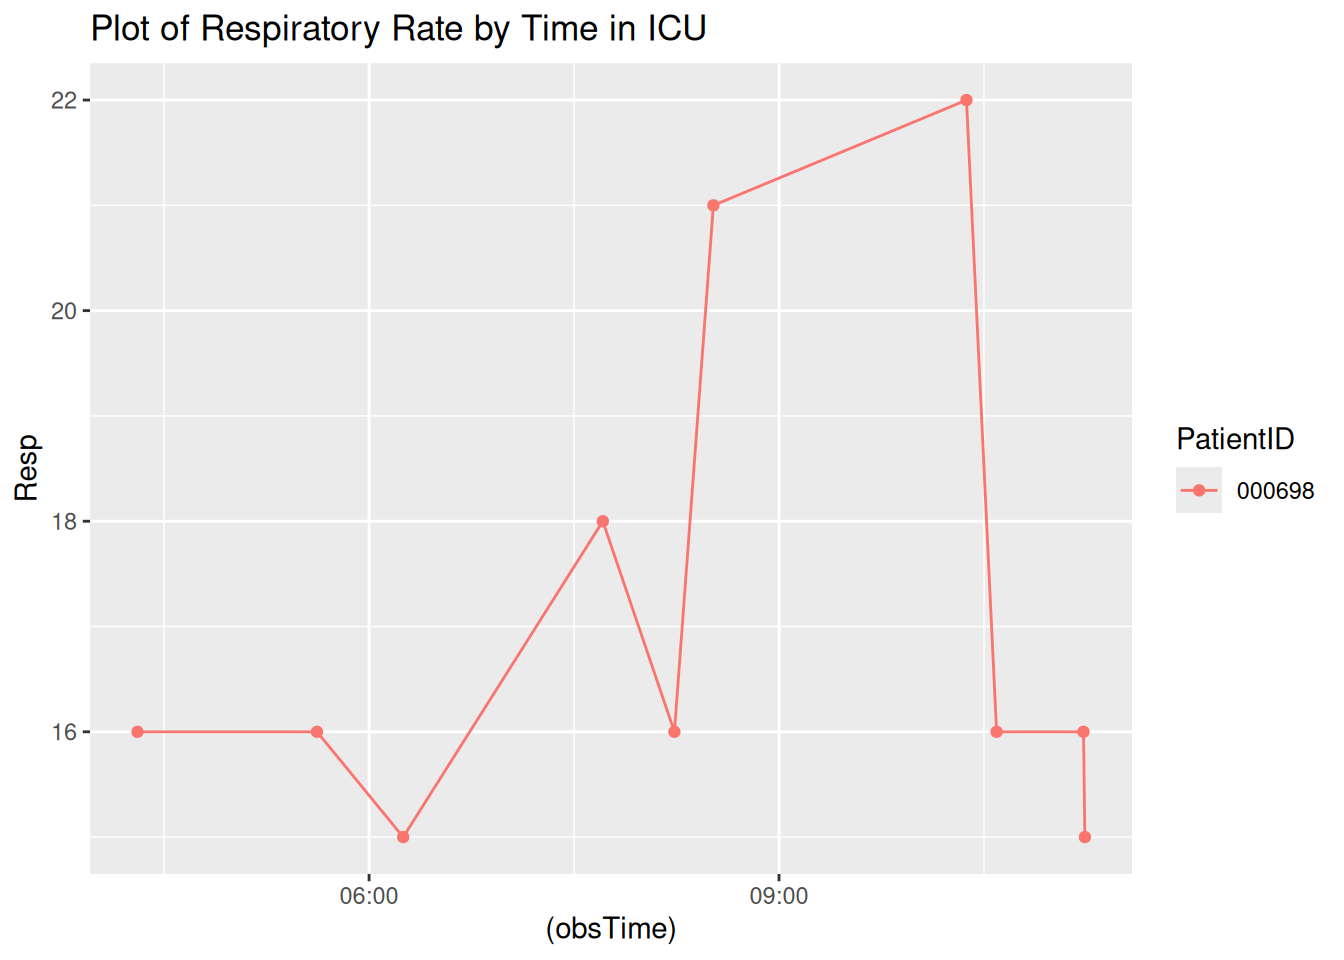 Plot of Respiratory Rate by Time in ICU
22
20
18
16
Resp
06:00
09:00
(obsTime)
PatientID
000698